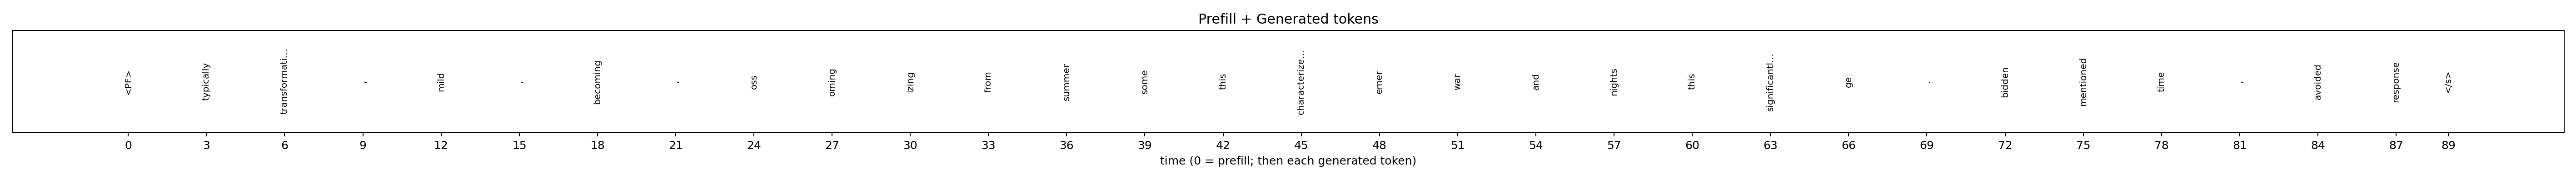 Prefill + Generated tokens
<PF> typically transformati... , mild , becoming , oss oming izing from summer some this characterize... emer war and nights this significantl... ge . bidden mentioned time , avoided response </s>
0 3 6 9 12 15 18 21 24 27 30 33 36 39 42 45 48 51 54 57 60 63 66 69 72 75 78 81 84 87 89
time (0 = prefill; then each generated token)